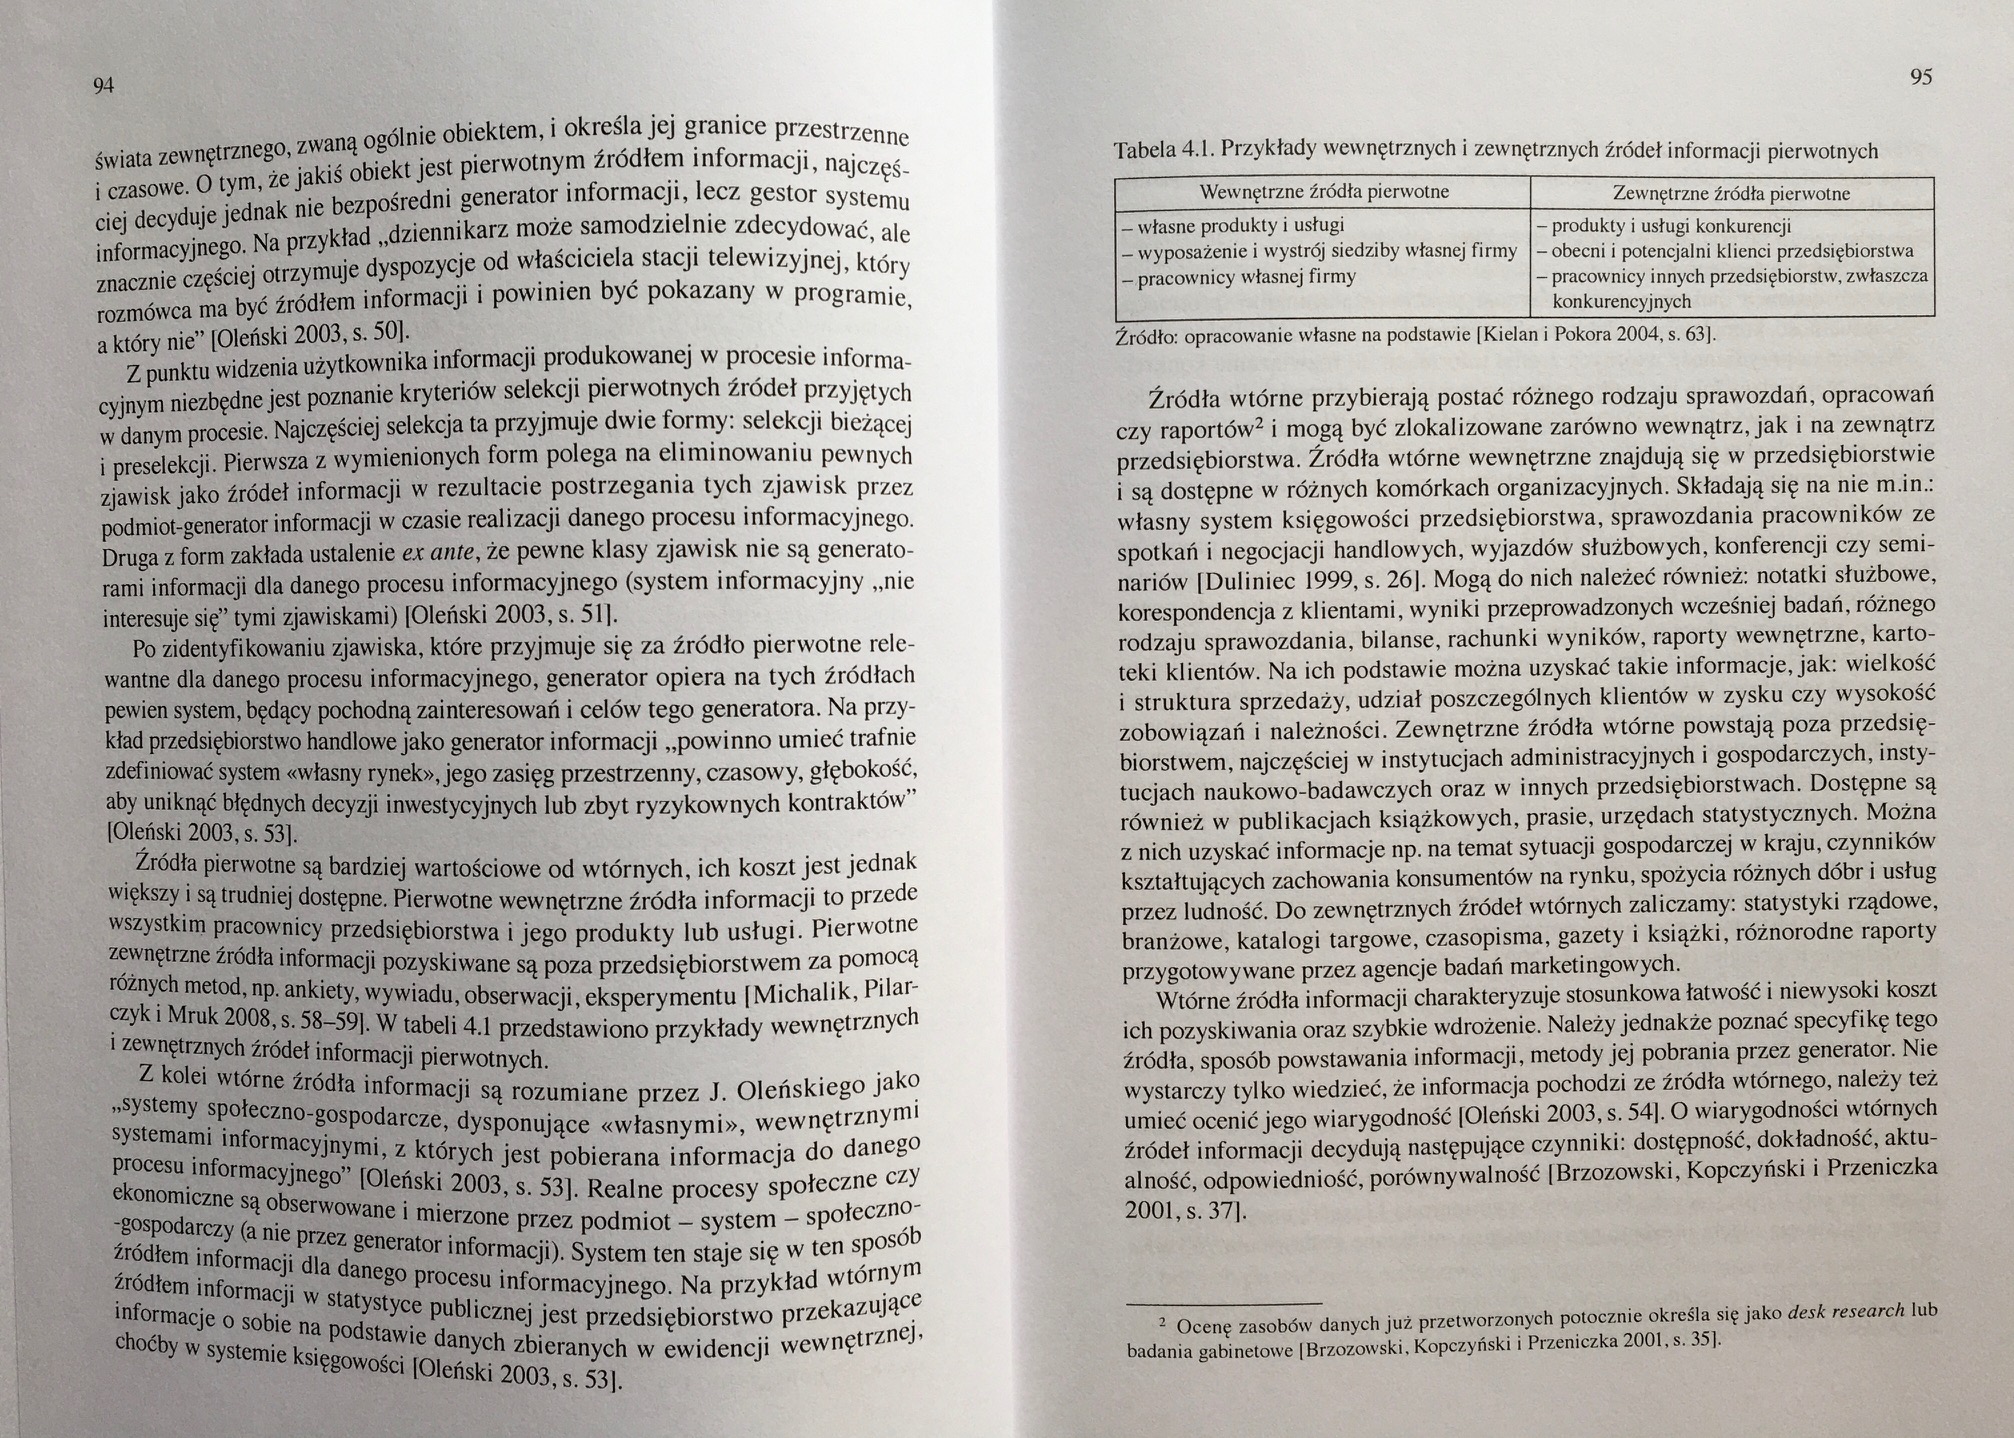 94
świata zewnętrznego, zwaną ogólnie obiektem, i określa jej granice przestrzenne
i czasowe. O tym, że jakiś obiekt jest pierwotnym źródłem informacji, najczęś-
ciej decyduje jednak nie bezpośredni generator informacji, lecz gestor systemu
informacyjnego. Na przykład „dziennikarz może samodzielnie zdecydować, ale
znacznie częściej otrzymuje dyspozycje od właściciela stacji telewizyjnej, który
rozmówca ma być źródłem informacji i powinien być pokazany w programie,
a który nie” [Oleński 2003, s. 50].
Z punktu widzenia użytkownika informacji produkowanej w procesie informa-
cyjnym niezbędne jest poznanie kryteriów selekcji pierwotnych źródeł przyjętych
w danym procesie. Najczęściej selekcja ta przyjmuje dwie formy: selekcji bieżącej
i preselekcji. Pierwsza z wymienionych form polega na eliminowaniu pewnych
zjawisk jako źródeł informacji w rezultacie postrzegania tych zjawisk przez
podmiot-generator informacji w czasie realizacji danego procesu informacyjnego.
Druga z form zakłada ustalenie ex ante, że pewne klasy zjawisk nie są generato-
rami informacji dla danego procesu informacyjnego (system informacyjny „nie
interesuje się” tymi zjawiskami) [Oleński 2003, s. 51].
Po zidentyfikowaniu zjawiska, które przyjmuje się za źródło pierwotne rele-
wantne dla danego procesu informacyjnego, generator opiera na tych źródłach
pewien system, będący pochodną zainteresowań i celów tego generatora. Na przy-
kład przedsiębiorstwo handlowe jako generator informacji „powinno umieć trafnie
zdefiniować system «własny rynek», jego zasięg przestrzenny, czasowy, głębokość,
aby uniknąć błędnych decyzji inwestycyjnych lub zbyt ryzykownych kontraktów”
[Oleński 2003, s. 53].
Źródła pierwotne są bardziej wartościowe od wtórnych, ich koszt jest jednak
większy i są trudniej dostępne. Pierwotne wewnętrzne źródła informacji to przede
wszystkim pracownicy przedsiębiorstwa i jego produkty lub usługi. Pierwotne
zewnętrzne źródła informacji pozyskiwane są poza przedsiębiorstwem za pomocą
różnych metod, np. ankiety, wywiadu, obserwacji, eksperymentu [Michalik, Pilar-
czyk i Mruk 2008, s. 58–59]. W tabeli 4.1 przedstawiono przykłady wewnętrznych
i zewnętrznych źródeł informacji pierwotnych.
Z kolei wtórne źródła informacji są rozumiane przez J. Oleńskiego jako
„systemy społeczno-gospodarcze, dysponujące «własnymi», wewnętrznymi
systemami informacyjnymi, z których jest pobierana informacja do danego
procesu informacyjnego” [Oleński 2003, s. 53]. Realne procesy społeczne czy
ekonomiczne są obserwowane i mierzone przez podmiot – system – społeczno-
-gospodarczy (a nie przez generator informacji). System ten staje się w ten sposób
źródłem informacji dla danego procesu informacyjnego. Na przykład wtórnym
źródłem informacji w statystyce publicznej jest przedsiębiorstwo przekazujące
informacje o sobie na podstawie danych zbieranych w ewidencji wewnętrznej,
choćby w systemie księgowości [Oleński 2003, s. 53].
95
Tabela 4.1. Przykłady wewnętrznych i zewnętrznych źródeł informacji pierwotnych
Wewnętrzne źródła pierwotne
– własne produkty i usługi
– wyposażenie i wystrój siedziby własnej firmy
– pracownicy własnej firmy
Zewnętrzne źródła pierwotne
– produkty i usługi konkurencji
– obecni i potencjalni klienci przedsiębiorstwa
– pracownicy innych przedsiębiorstw, zwłaszcza
konkurencyjnych
Źródło: opracowanie własne na podstawie [Kielan i Pokora 2004, s. 63].
Źródła wtórne przybierają postać różnego rodzaju sprawozdań, opracowań
czy raportów² i mogą być zlokalizowane zarówno wewnątrz, jak i na zewnątrz
przedsiębiorstwa. Źródła wtórne wewnętrzne znajdują się w przedsiębiorstwie
i są dostępne w różnych komórkach organizacyjnych. Składają się na nie m.in.:
własny system księgowości przedsiębiorstwa, sprawozdania pracowników ze
spotkań i negocjacji handlowych, wyjazdów służbowych, konferencji czy semi-
nariów [Duliniec 1999, s. 26]. Mogą do nich należeć również: notatki służbowe,
korespondencja z klientami, wyniki przeprowadzonych wcześniej badań, różnego
rodzaju sprawozdania, bilanse, rachunki wyników, raporty wewnętrzne, karto-
teki klientów. Na ich podstawie można uzyskać takie informacje, jak: wielkość
i struktura sprzedaży, udział poszczególnych klientów w zysku czy wysokość
zobowiązań i należności. Zewnętrzne źródła wtórne powstają poza przedsię-
biorstwem, najczęściej w instytucjach administracyjnych i gospodarczych, insty-
tucjach naukowo-badawczych oraz w innych przedsiębiorstwach. Dostępne są
również w publikacjach książkowych, prasie, urzędach statystycznych. Można
z nich uzyskać informacje np. na temat sytuacji gospodarczej w kraju, czynników
kształtujących zachowania konsumentów na rynku, spożycia różnych dóbr i usług
przez ludność. Do zewnętrznych źródeł wtórnych zaliczamy: statystyki rządowe,
branżowe, katalogi targowe, czasopisma, gazety i książki, różnorodne raporty
przygotowywane przez agencje badań marketingowych.
Wtórne źródła informacji charakteryzuje stosunkowa łatwość i niewysoki koszt
ich pozyskiwania oraz szybkie wdrożenie. Należy jednakże poznać specyfikę tego
źródła, sposób powstawania informacji, metody jej pobrania przez generator. Nie
wystarczy tylko wiedzieć, że informacja pochodzi ze źródła wtórnego, należy też
umieć ocenić jego wiarygodność [Oleński 2003, s. 54]. O wiarygodności wtórnych
źródeł informacji decydują następujące czynniki: dostępność, dokładność, aktu-
alność, odpowiedniość, porównywalność [Brzozowski, Kopczyński i Przeniczka
2001, s. 37].
² Ocenę zasobów danych już przetworzonych potocznie określa się jako desk research lub
badania gabinetowe [Brzozowski, Kopczyński i Przeniczka 2001, s. 35].